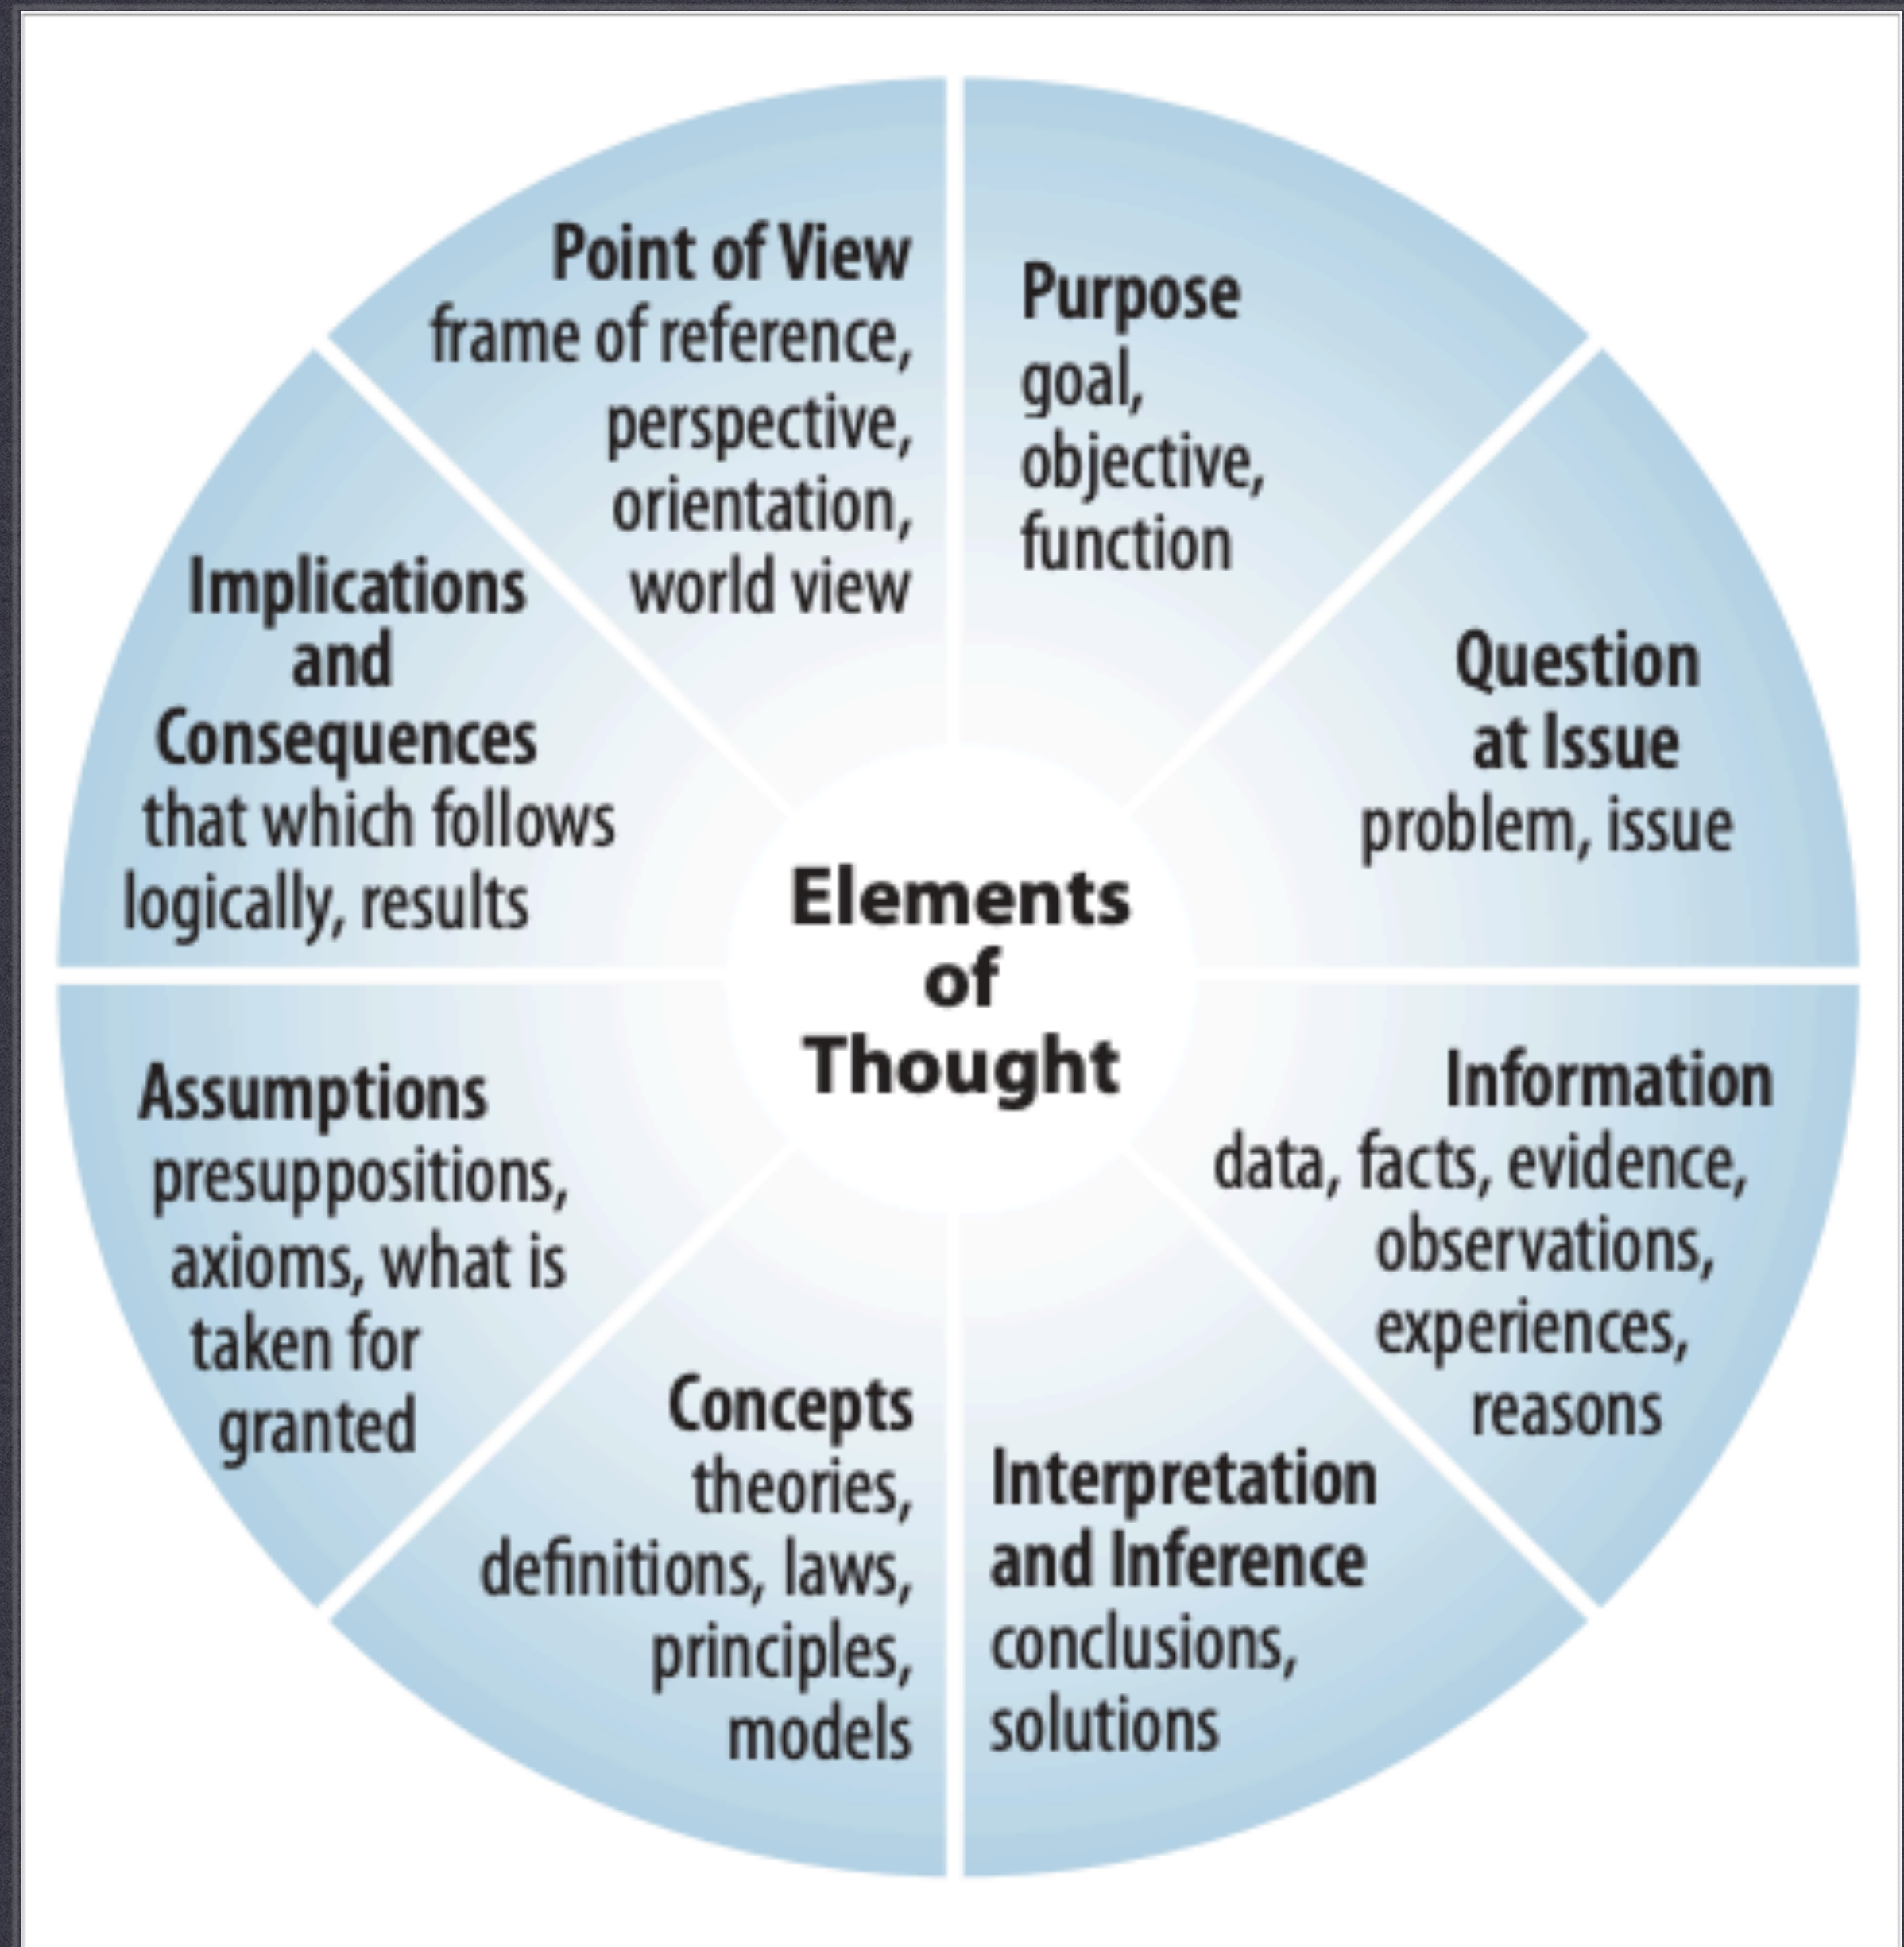 Point of View
frame of reference,
perspective,
orientation,
world view
Purpose
goal,
objective,
function
Question
at Issue
problem, issue
Information
data, facts, evidence,
observations,
experiences,
reasons
Interpretation
and Inference
conclusions,
solutions
Concepts
theories,
definitions, laws,
principles,
models
Assumptions
presuppositions,
axioms, what is
taken for
granted
Implications
and
Consequences
that which follows
logically, results
Elements
of
Thought